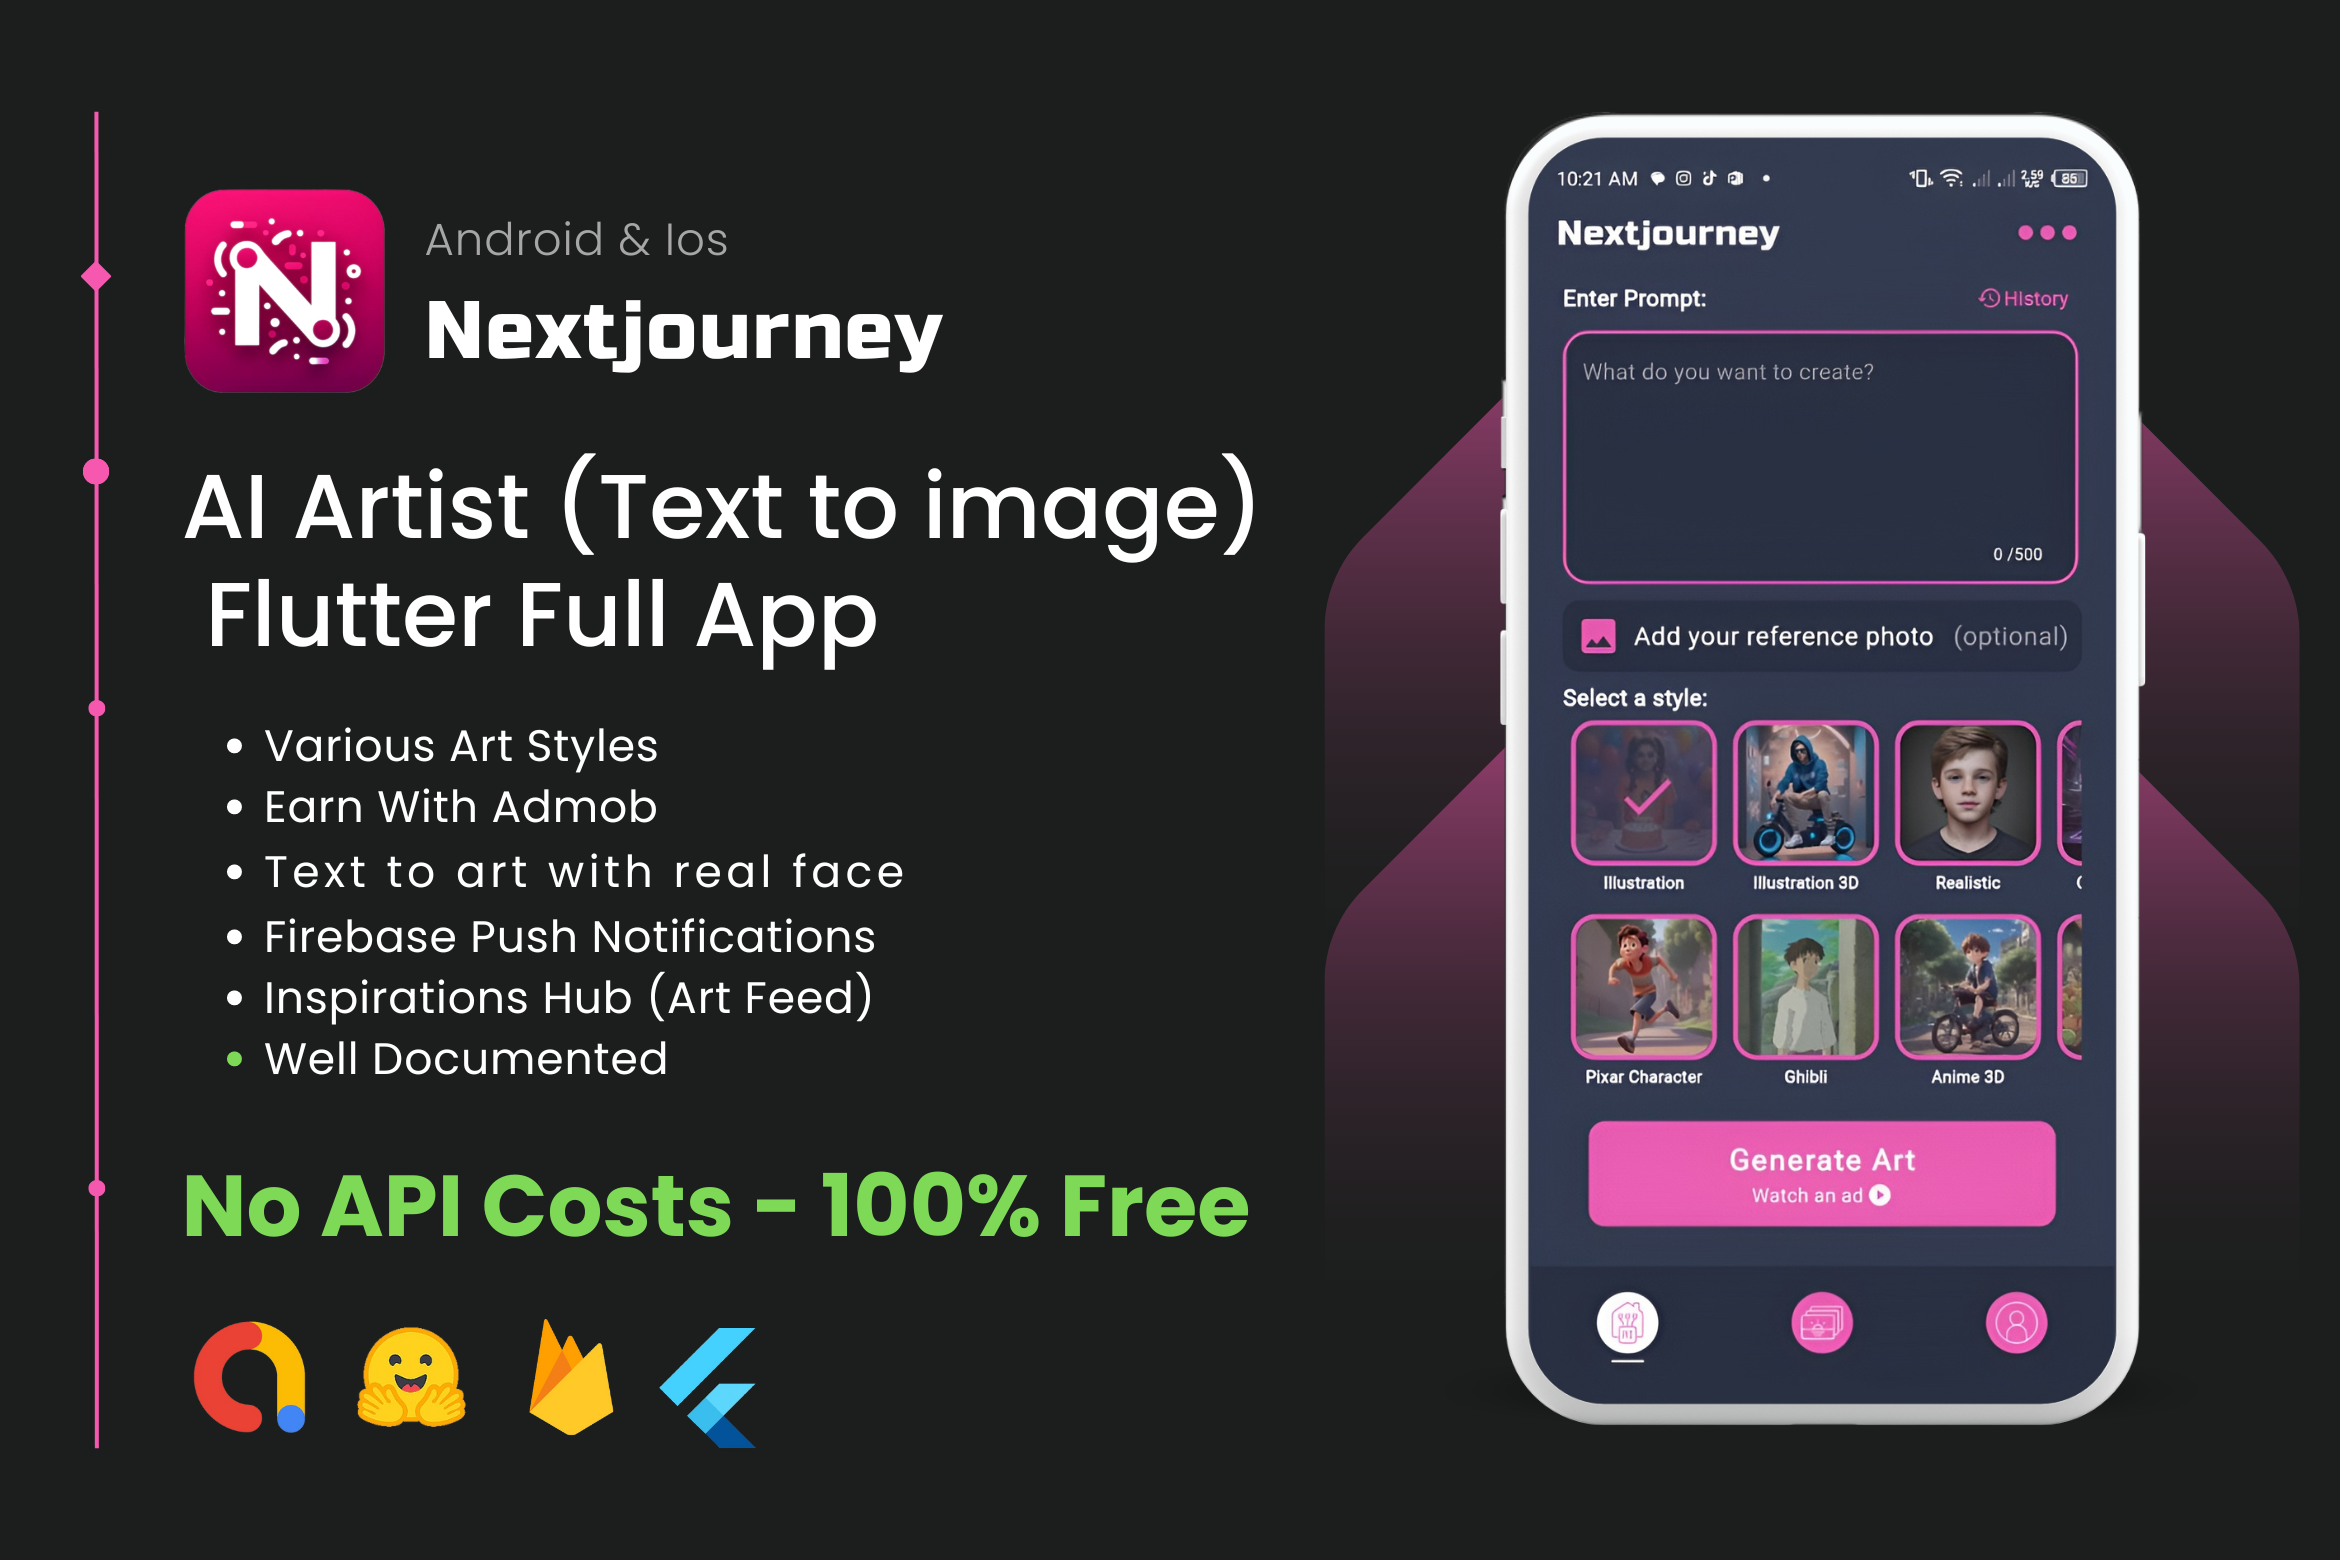 Android & Ios
Nextjourney
AI Artist (Text to image)
Flutter Full App
Various Art Styles
Earn With Admob
Text to art with real face
Firebase Push Notifications
Inspirations Hub (Art Feed)
Well Documented
No API Costs - 100% Free
10:21 AM
2.59
86
Nextjourney
Enter Prompt:
HIstory
What do you want to create?
0 /500
Add your reference photo (optional)
Select a style:
Illustration
Illustration 3D
Realistic
Pixar Character
Ghibli
Anime 3D
Generate Art
Watch an ad